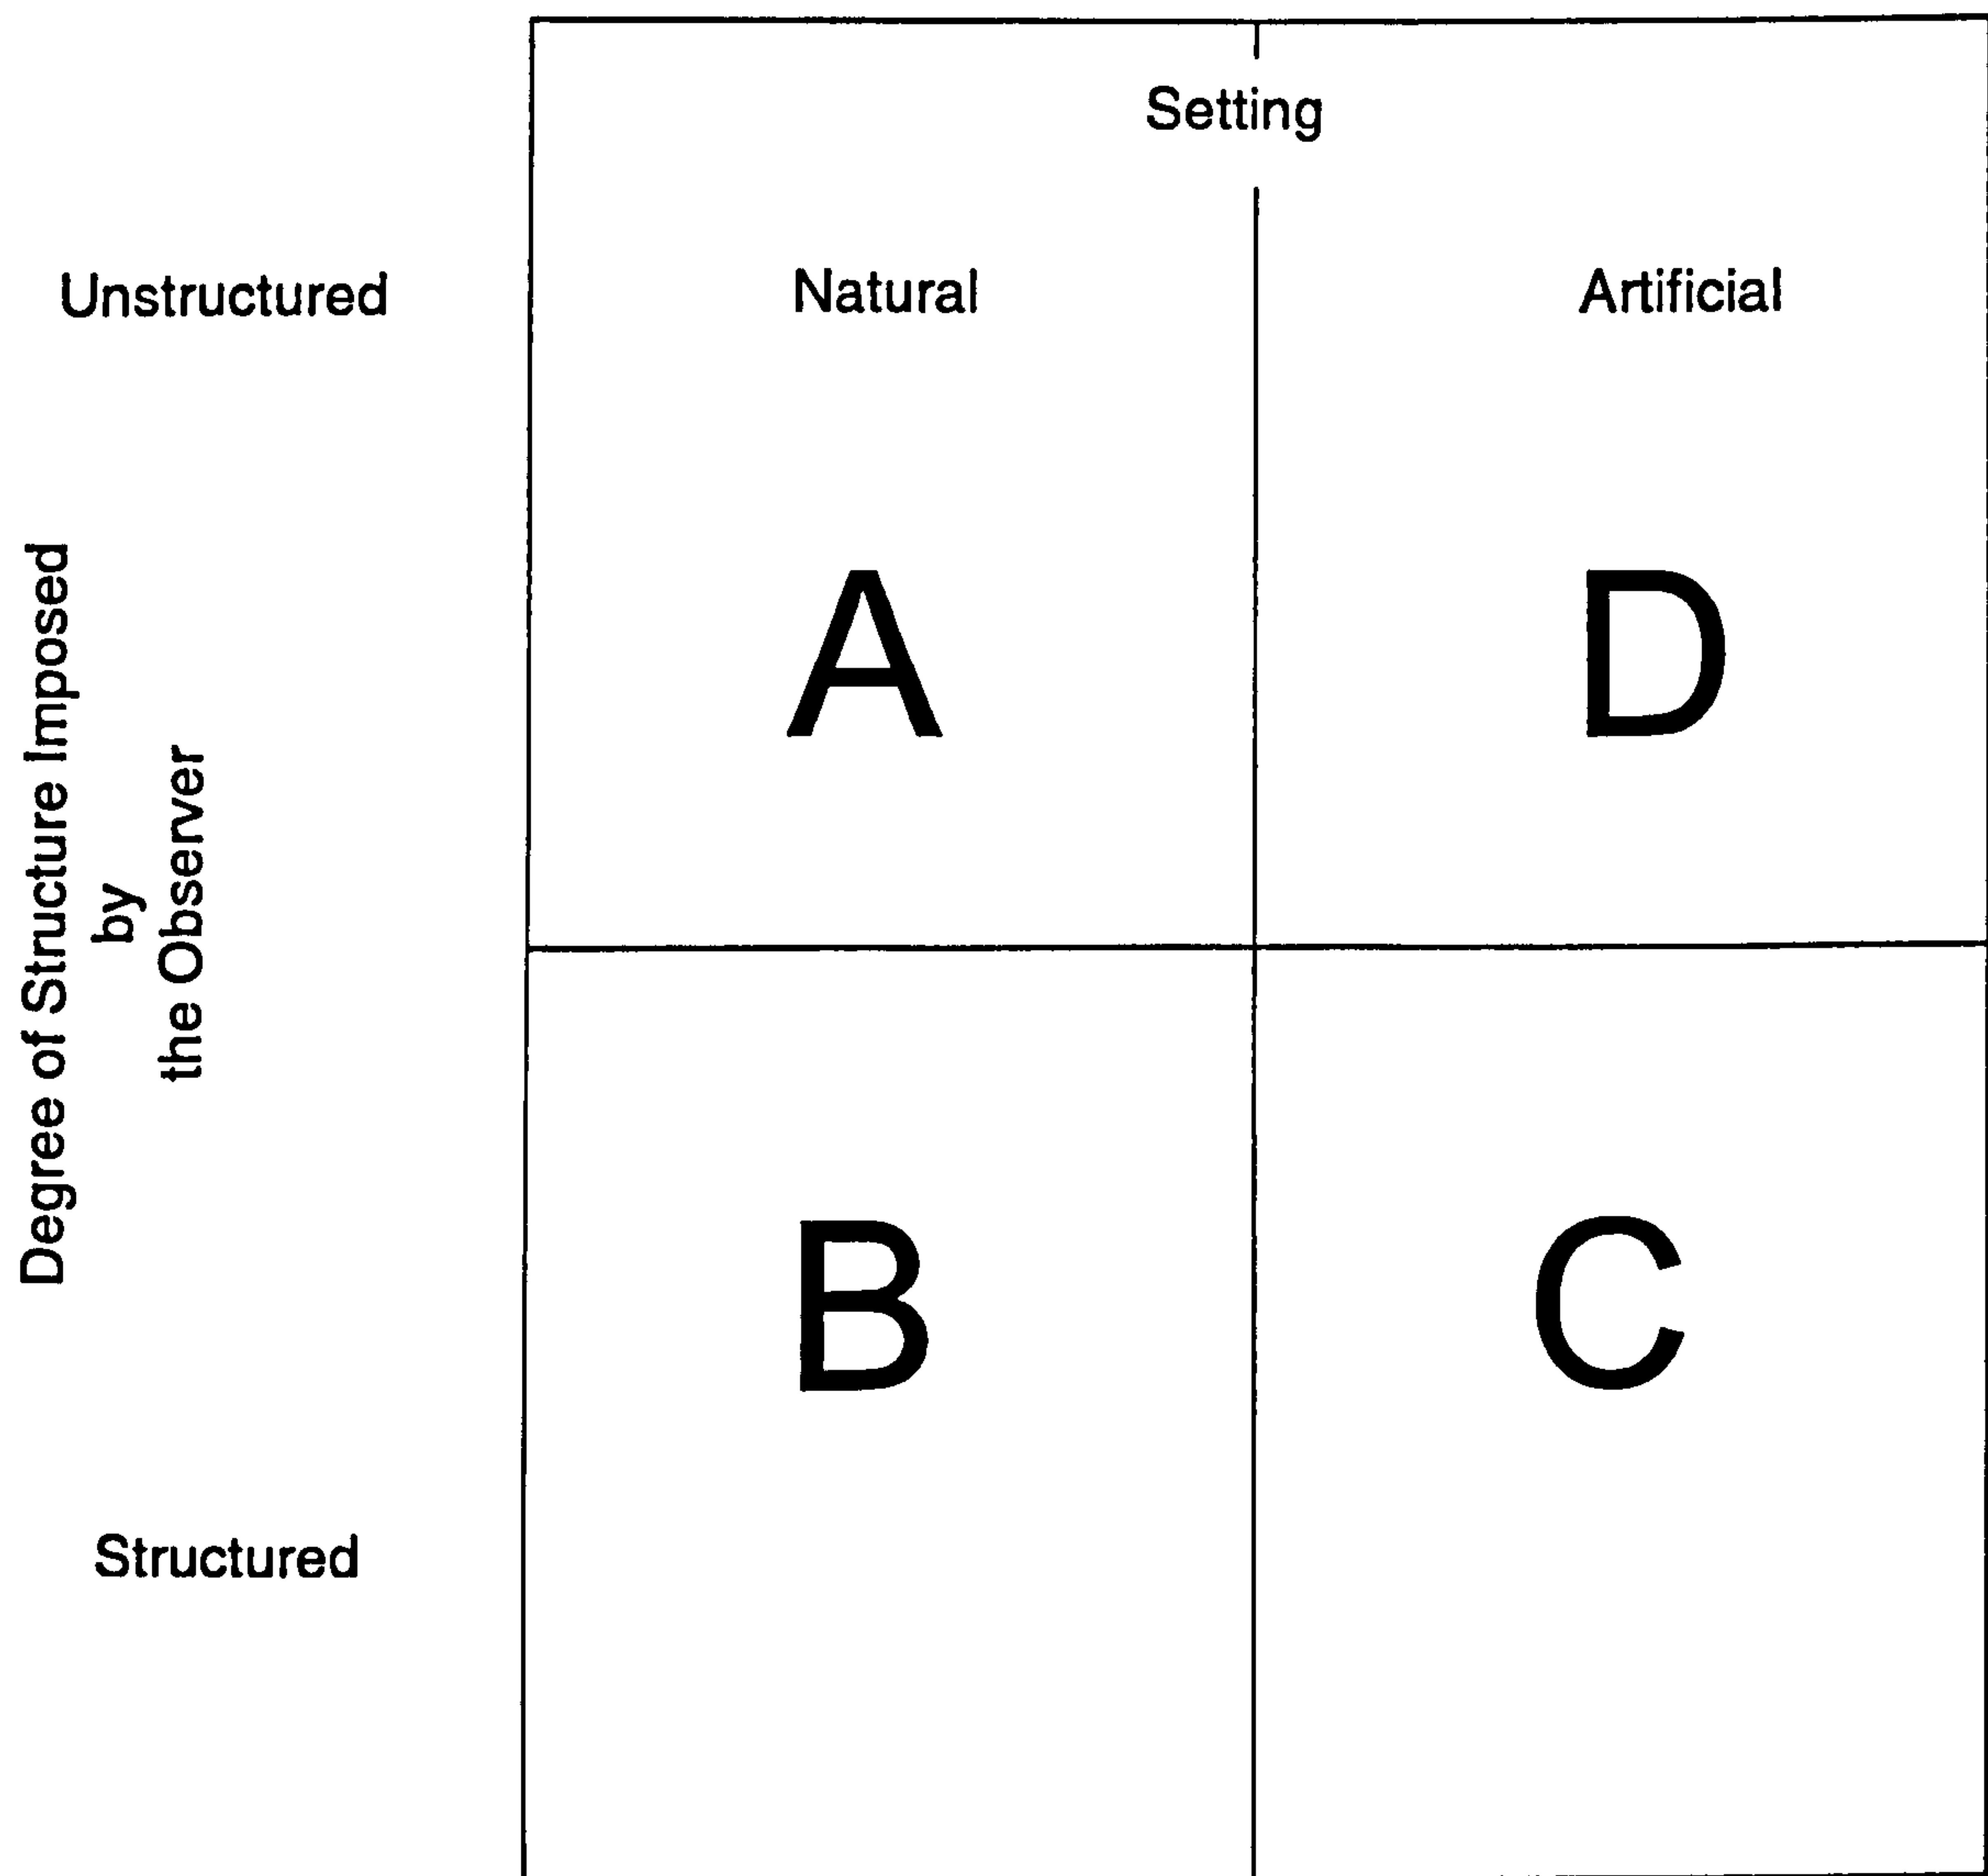 Setting
Unstructured
Natural
Artificial
Degree of Structure Imposed
by
the Observer
A
D
B
C
Structured